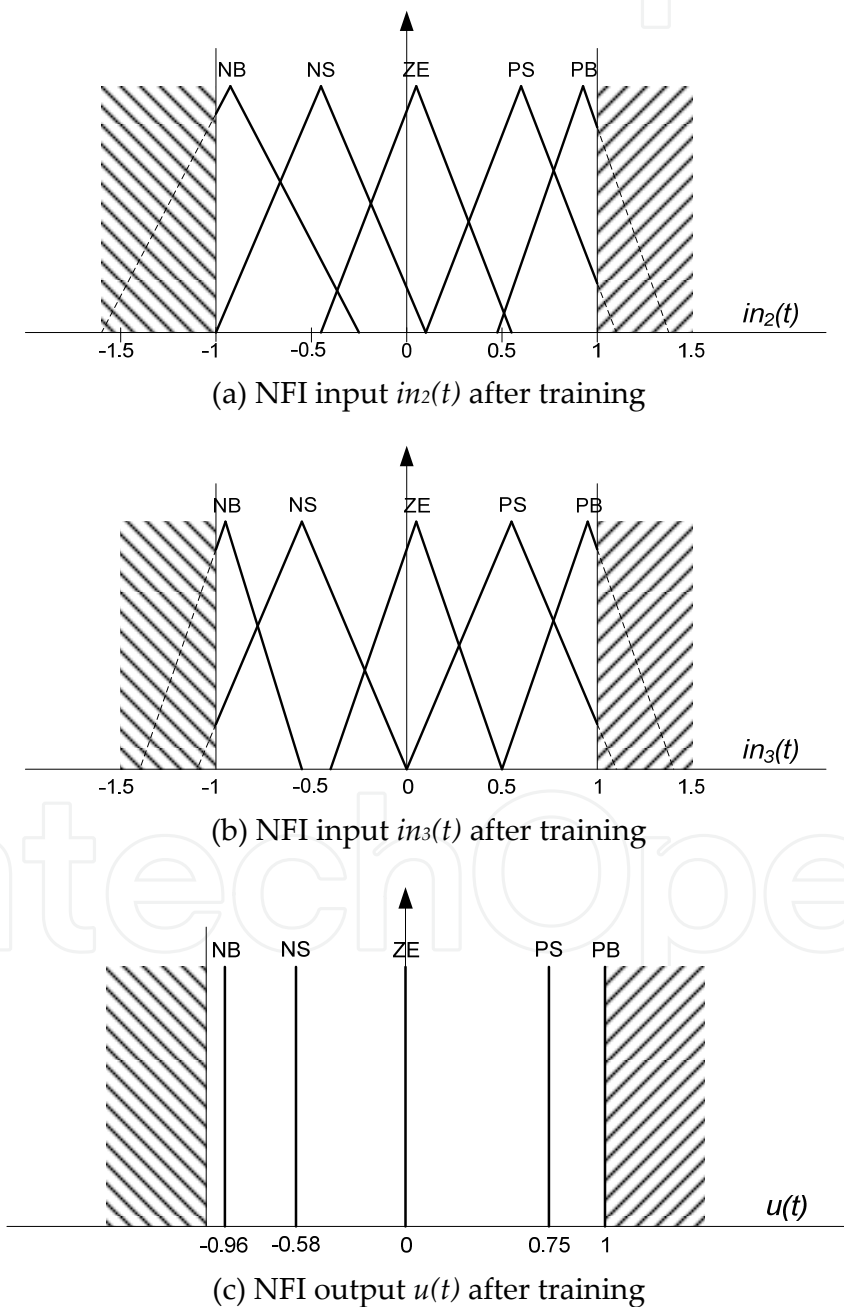 NB NS ZE PS PB
in2(t)
-1.5 -1 -0.5 0 0.5 1 1.5
(a) NFI input in2(t) after training
NB NS ZE PS PB
in3(t)
-1.5 -1 -0.5 0 0.5 1 1.5
(b) NFI input in3(t) after training
ntechOpe
NB NS ZE PS PB
u(t)
-0.96 -0.58 0 0.75 1
(c) NFI output u(t) after training